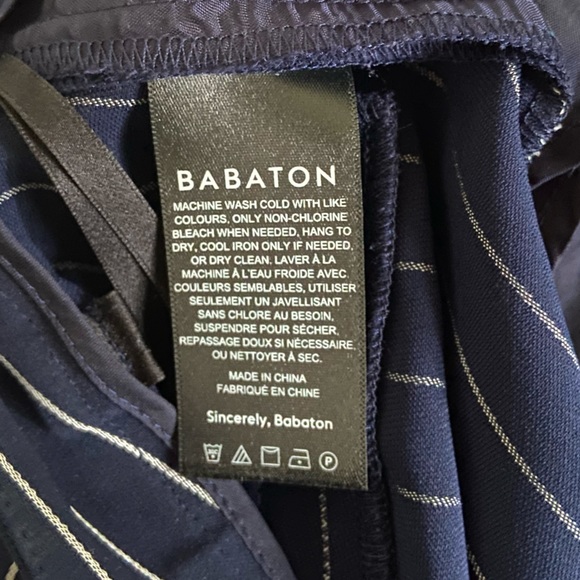 BABATON
MACHINE WASH COLD WITH LIKE
COLOURS, ONLY NON-CHLORINE
BLEACH WHEN NEEDED, HANG TO
DRY, COOL IRON ONLY IF NEEDED,
OR DRY CLEAN. LAVER À LA
MACHINE À L'EAU FROIDE AVEC
COULEURS SEMBLABLES, UTILISER
SEULEMENT UN JAVELLISANT
SANS CHLORE AU BESOIN,
SUSPENDRE POUR SÉCHER,
REPASSAGE DOUX SI NÉCESSAIRE,
OU NETTOYER À SEC.
MADE IN CHINA
FABRIQUÉ EN CHINE
Sincerely, Babaton
P